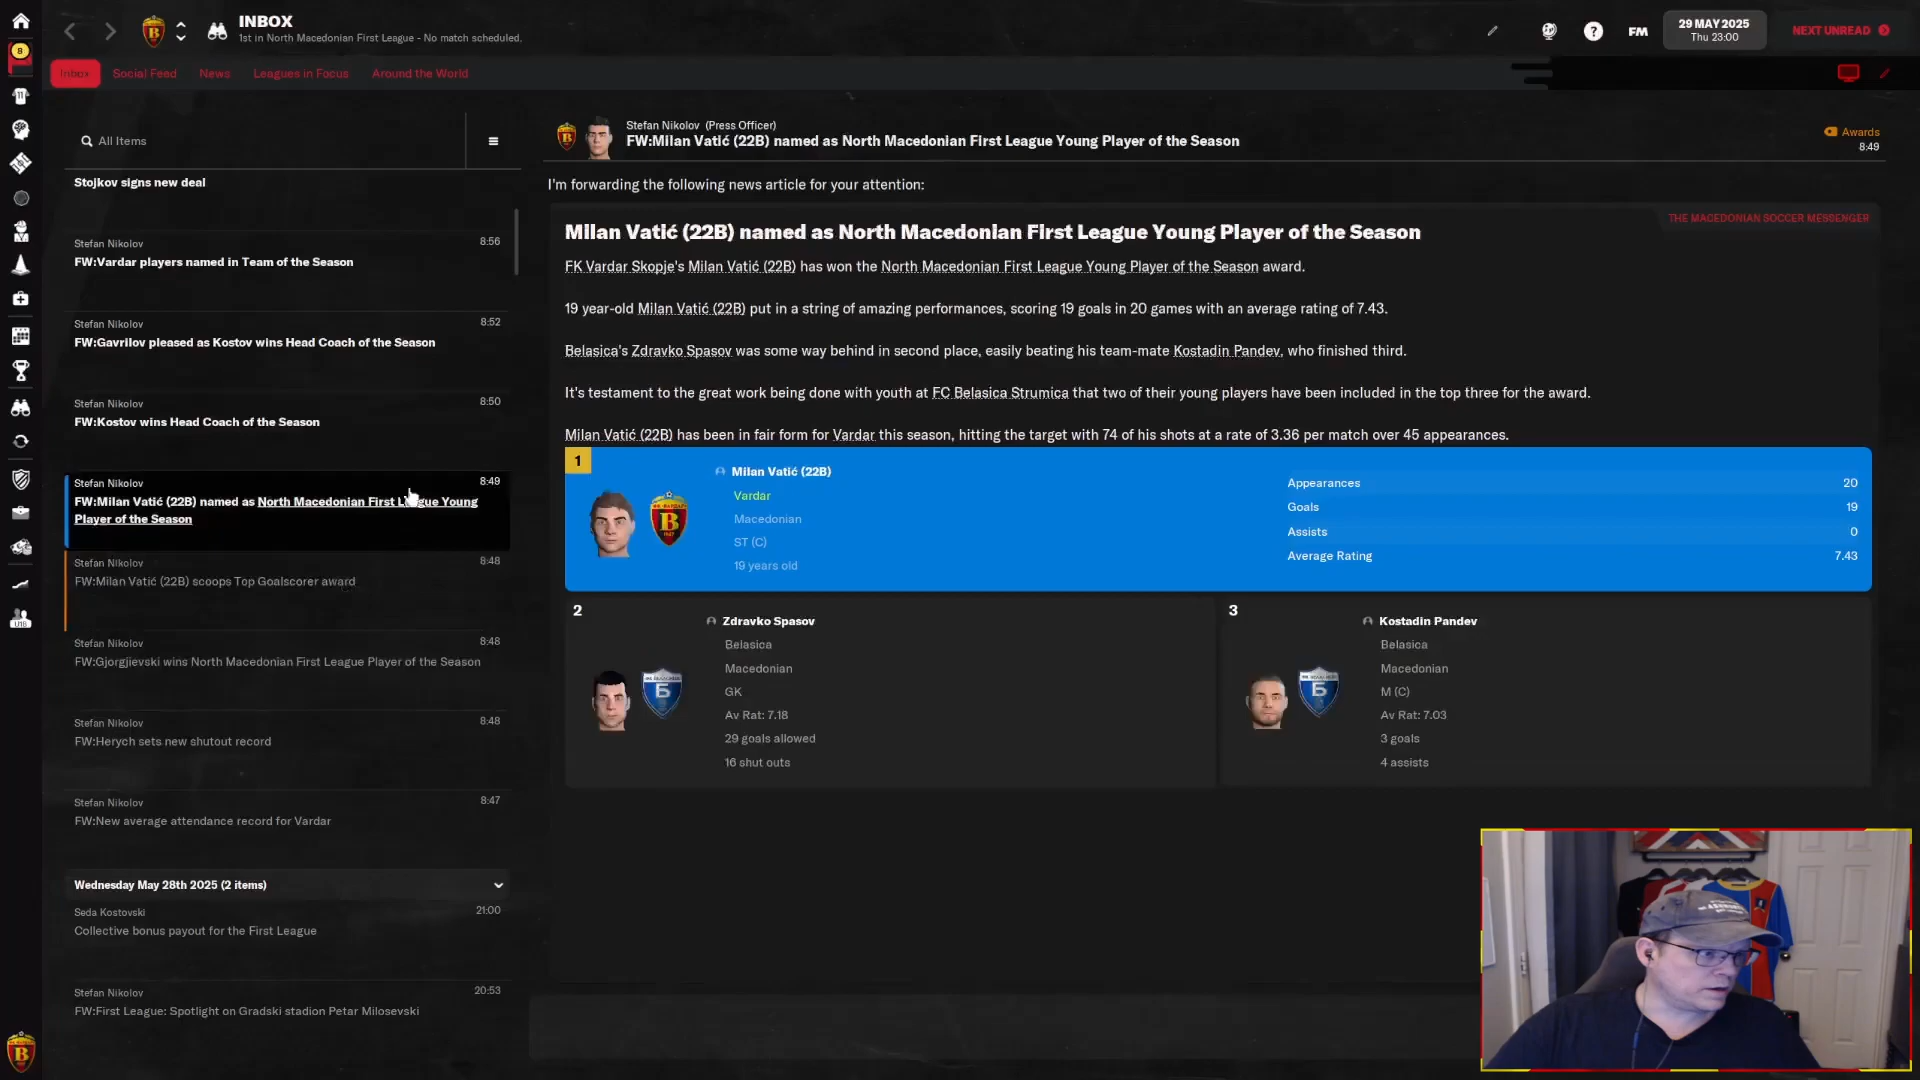 INBOX
1st in North Macedonian First League - No match scheduled.
FM
29 MAY 2025
Thu 23:00
NEXT UNREAD
8
Inbox
Social Feed
News
Leagues in Focus
Around the World
All Items
Stojkov signs new deal
Stefan Nikolov
8:56
FW:Vardar players named in Team of the Season
Stefan Nikolov
8:52
FW:Gavrilov pleased as Kostov wins Head Coach of the Season
Stefan Nikolov
8:50
FW:Kostov wins Head Coach of the Season
Stefan Nikolov
8:49
FW:Milan Vatić (22B) named as North Macedonian First League Young
Player of the Season
Stefan Nikolov
8:48
FW:Milan Vatić (22B) scoops Top Goalscorer award
Stefan Nikolov
8:48
FW:Gjorgjievski wins North Macedonian First League Player of the Season
Stefan Nikolov
8:48
FW:Herych sets new shutout record
Stefan Nikolov
8:47
FW:New average attendance record for Vardar
Wednesday May 28th 2025 (2 items)
Seda Kostovski
21:00
Collective bonus payout for the First League
Stefan Nikolov
20:53
FW:First League: Spotlight on Gradski stadion Petar Milosevski
Stefan Nikolov (Press Officer)
FW:Milan Vatić (22B) named as North Macedonian First League Young Player of the Season
Awards
8:49
I'm forwarding the following news article for your attention:
THE MACEDONIAN SOCCER MESSENGER
Milan Vatić (22B) named as North Macedonian First League Young Player of the Season
FK Vardar Skopje's Milan Vatić (22B) has won the North Macedonian First League Young Player of the Season award.
19 year-old Milan Vatić (22B) put in a string of amazing performances, scoring 19 goals in 20 games with an average rating of 7.43.
Belasica's Zdravko Spasov was some way behind in second place, easily beating his team-mate Kostadin Pandev, who finished third.
It's testament to the great work being done with youth at FC Belasica Strumica that two of their young players have been included in the top three for the award.
Milan Vatić (22B) has been in fair form for Vardar this season, hitting the target with 74 of his shots at a rate of 3.36 per match over 45 appearances.
1
Milan Vatić (22B)
Vardar
Macedonian
ST (C)
19 years old
Appearances 20
Goals 19
Assists 0
Average Rating 7.43
2
Zdravko Spasov
Belasica
Macedonian
GK
Av Rat: 7.18
29 goals allowed
16 shut outs
3
Kostadin Pandev
Belasica
Macedonian
M (C)
Av Rat: 7.03
3 goals
4 assists